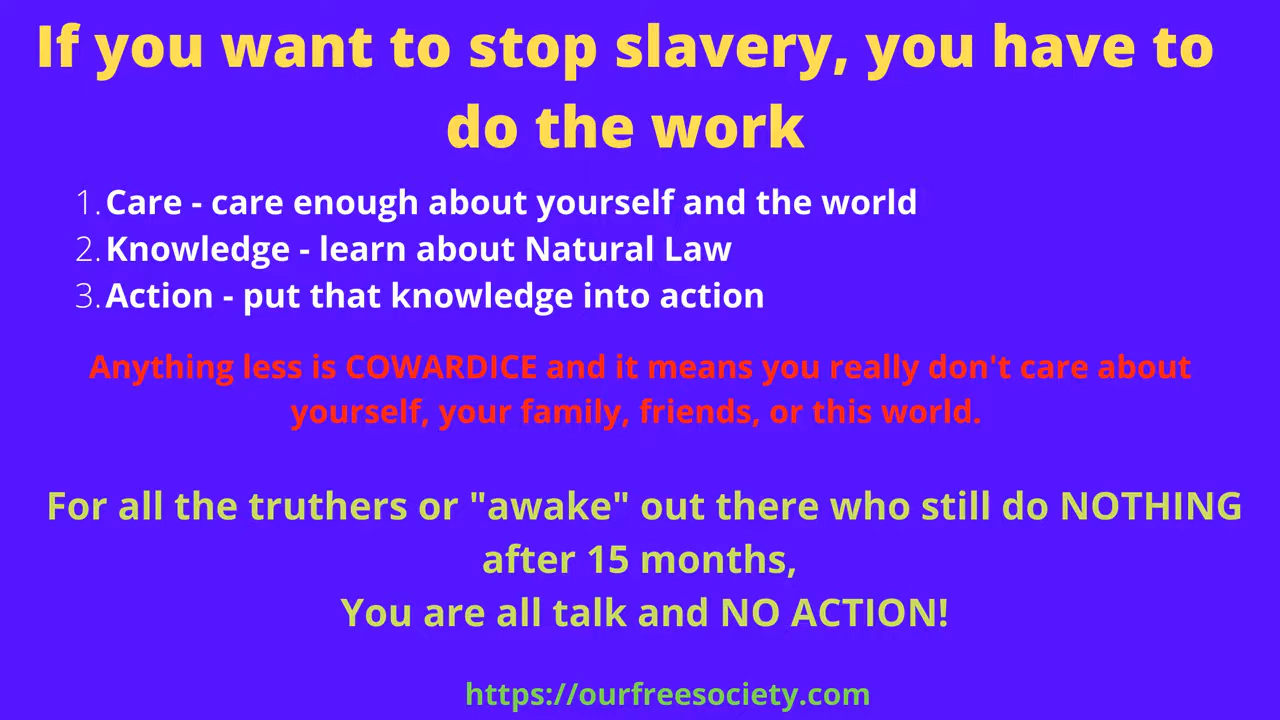 If you want to stop slavery, you have to
do the work
1. Care - care enough about yourself and the world
2. Knowledge - learn about Natural Law
3. Action - put that knowledge into action
Anything less is COWARDICE and it means you really don't care about
yourself, your family, friends, or this world.
For all the truthers or "awake" out there who still do NOTHING
after 15 months,
You are all talk and NO ACTION!
https://ourfreesociety.com